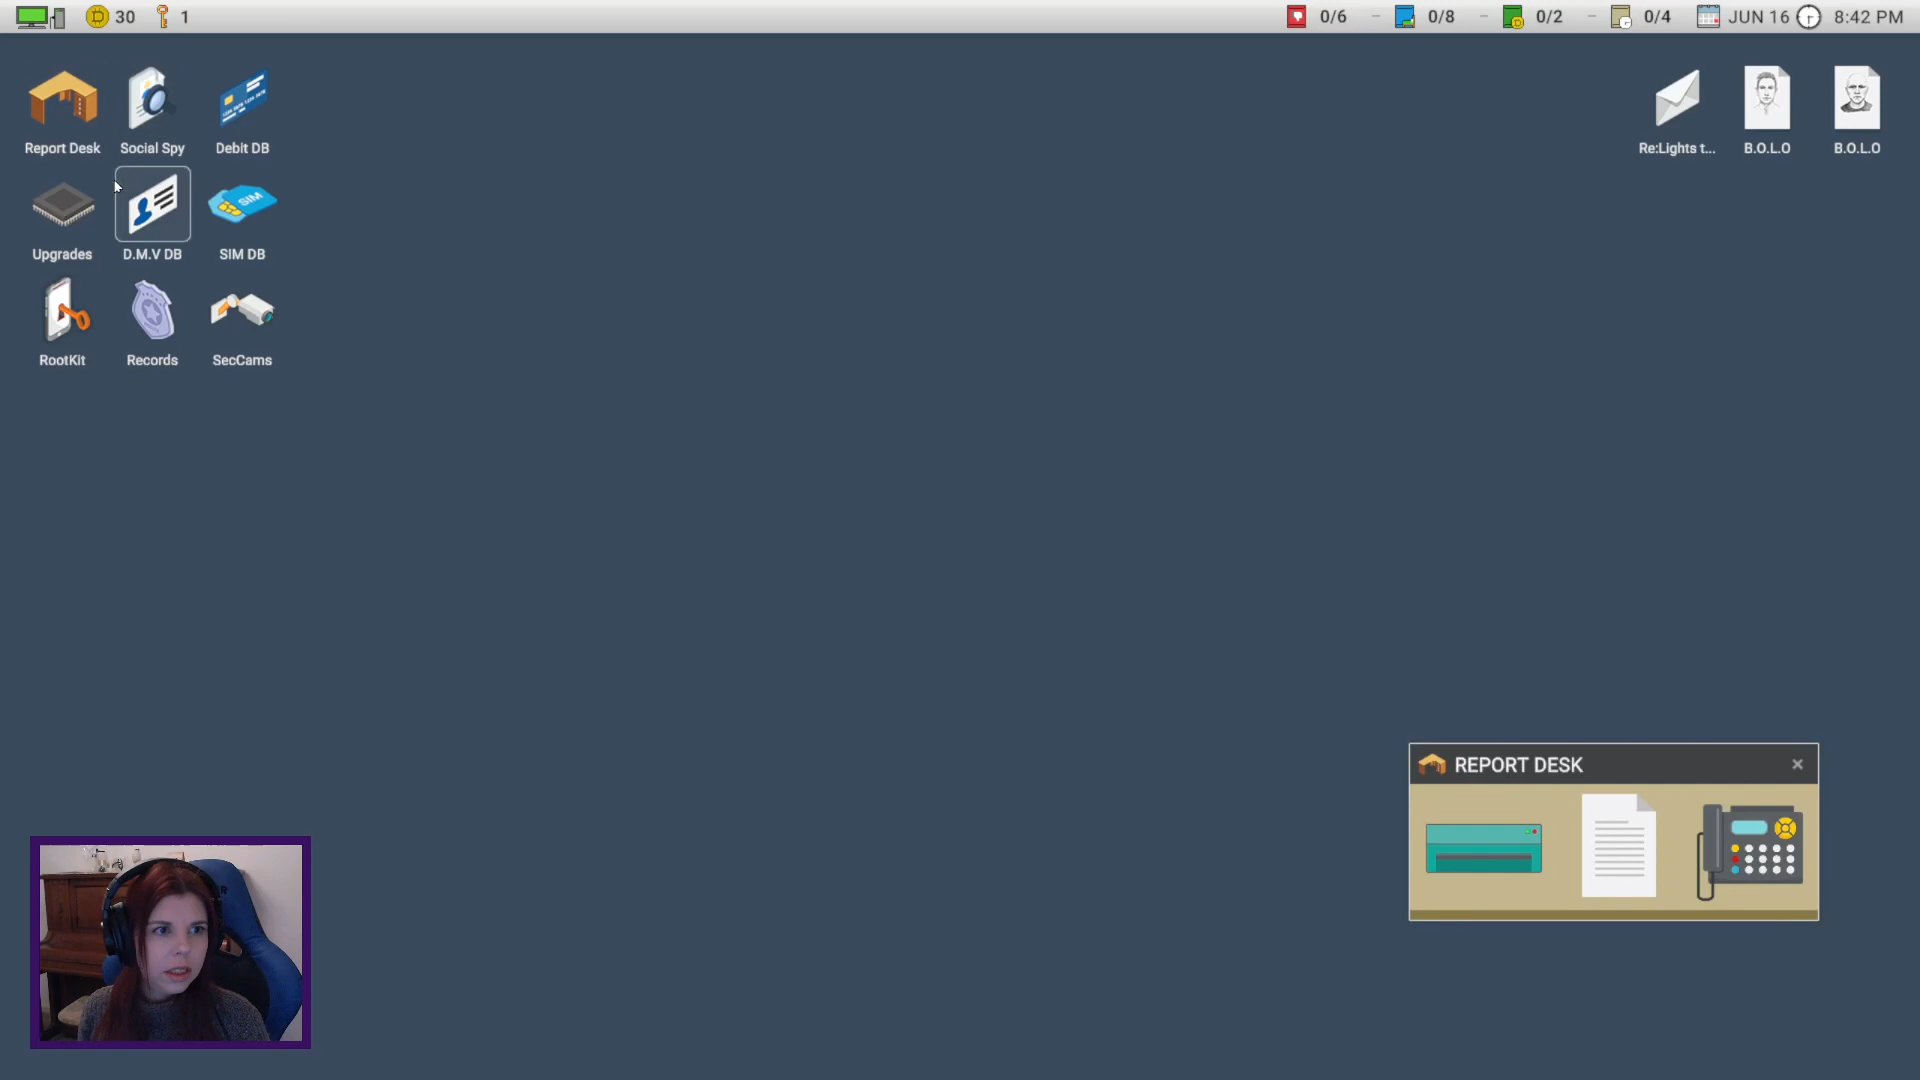 30 1 0/6 - 0/8 - 0/2 - 0/4 JUN 16 8:42 PM
Report Desk Social Spy Debit DB Re:Lights t... B.O.L.O B.O.L.O
SIM
Upgrades D.M.V DB SIM DB
RootKit Records SecCams
REPORT DESK